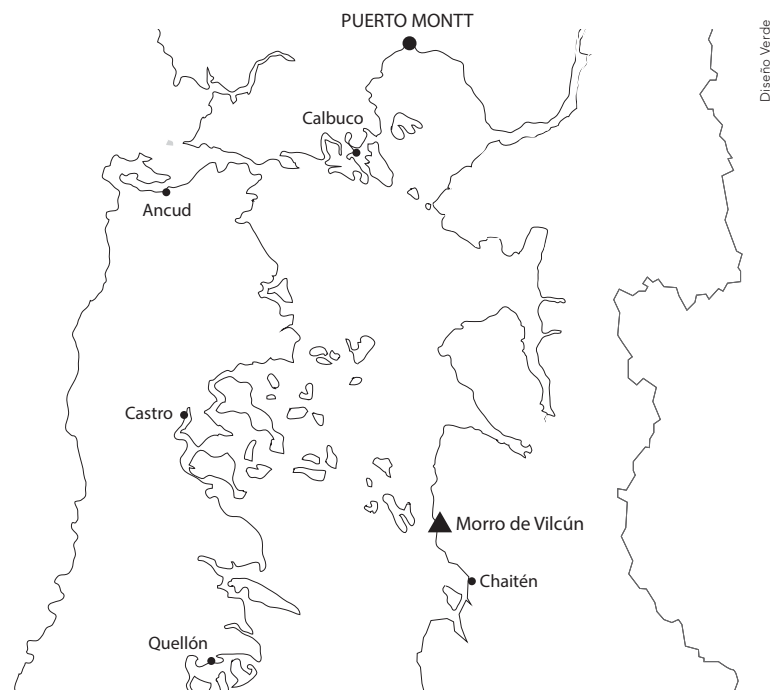 PUERTO MONTT
Diseño Verde
Calbuco
Ancud
Castro
Morro de Vilcún
Chaitén
Quellón